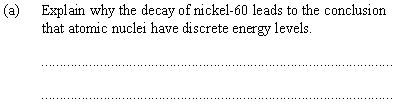 (a) Explain why the decay of nickel-60 leads to the conclusion
that atomic nuclei have discrete energy levels.